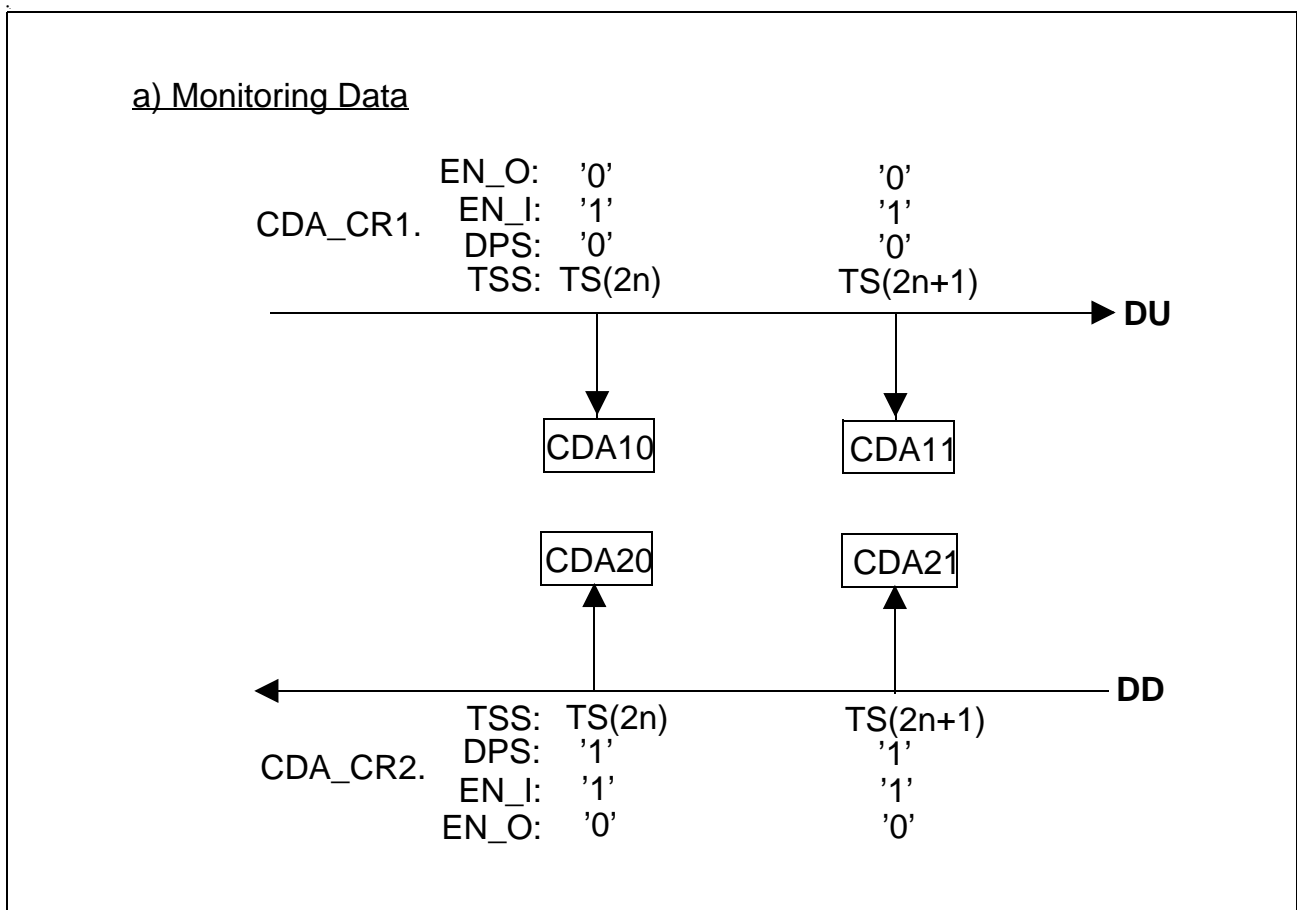 a) Monitoring Data
EN_O: ’0’ ’0’
CDA_CR1. EN_I: ’1’ ’1’
DPS: ’0’ ’0’
TSS: TS(2n) TS(2n+1)
DU
CDA10 CDA11
CDA20 CDA21
DD
TSS: TS(2n) TS(2n+1)
CDA_CR2. DPS: ’1’ ’1’
EN_I: ’1’ ’1’
EN_O: ’0’ ’0’